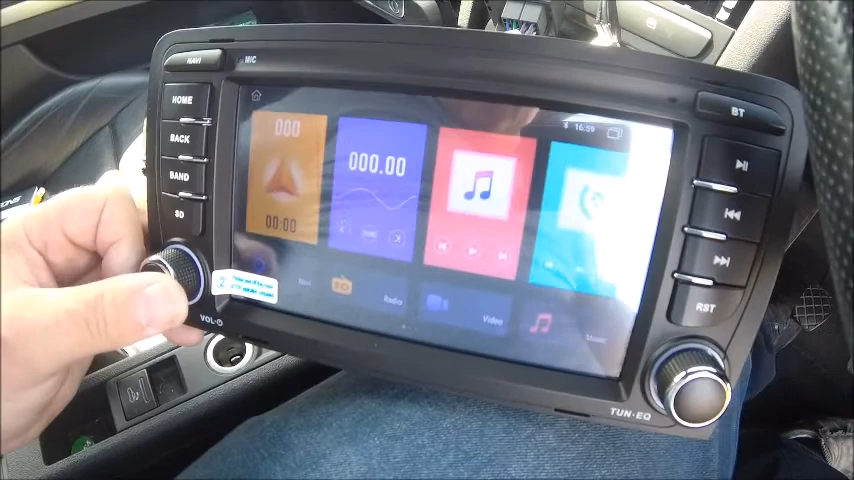 NAVI
MIC
HOME
BACK
BAND
SD
VOL
000
00:00
000.00
16:59
Navi
Radio
Video
Music
BT
RST
TUN·EQ